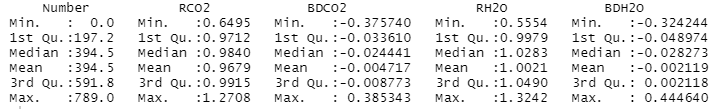 Number RCO2 BDCO2 RH2O BDH2O
Min. : 0.0 Min. :0.6495 Min. :-0.375740 Min. :0.5554 Min. :-0.324244
1st Qu.:197.2 1st Qu.:0.9712 1st Qu.:-0.033610 1st Qu.:0.9979 1st Qu.:-0.048974
Median :394.5 Median :0.9840 Median :-0.024441 Median :1.0283 Median :-0.028273
Mean :394.5 Mean :0.9679 Mean :-0.004717 Mean :1.0021 Mean :-0.002119
3rd Qu.:591.8 3rd Qu.:0.9915 3rd Qu.:-0.008773 3rd Qu.:1.0490 3rd Qu.: 0.002118
Max. :789.0 Max. :1.2708 Max. : 0.385343 Max. :1.3242 Max. : 0.444640